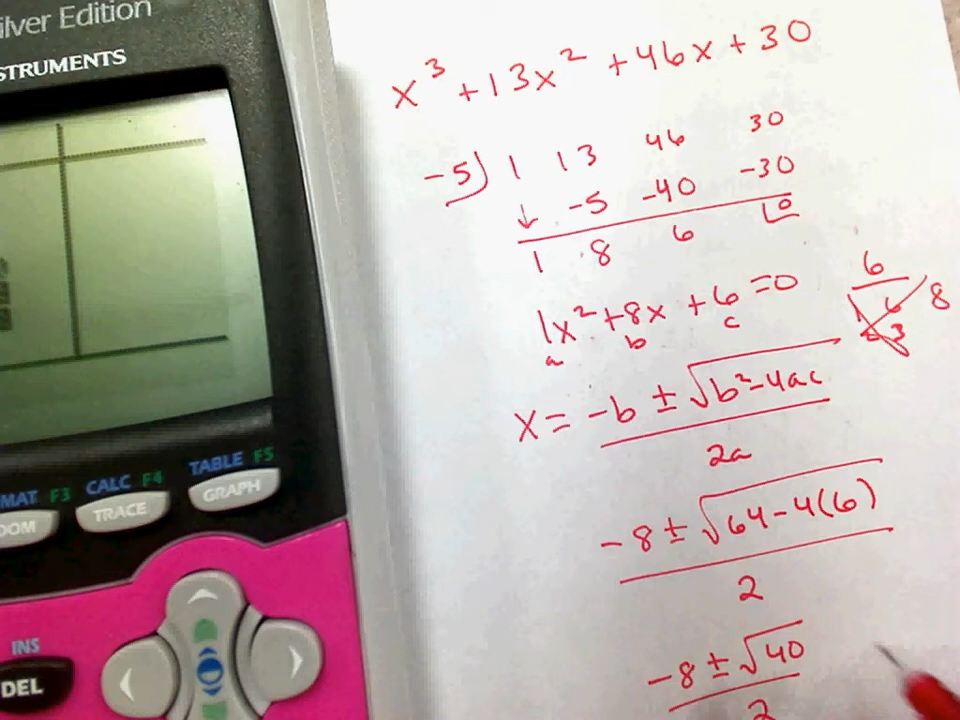 ilver Edition
STRUMENTS
MAT F3 CALC F4 TABLE F5
OOM TRACE GRAPH
INS
DEL
x³ + 13x² + 46x + 30
-5) 1 13 46 30
↓ -5 -40 -30
1 8 6 0
1x² + 8x + 6 = 0
a b c
6
8
x = -b ± √b²-4ac
2a
-8 ± √64-4(6)
2
-8 ± √40
2